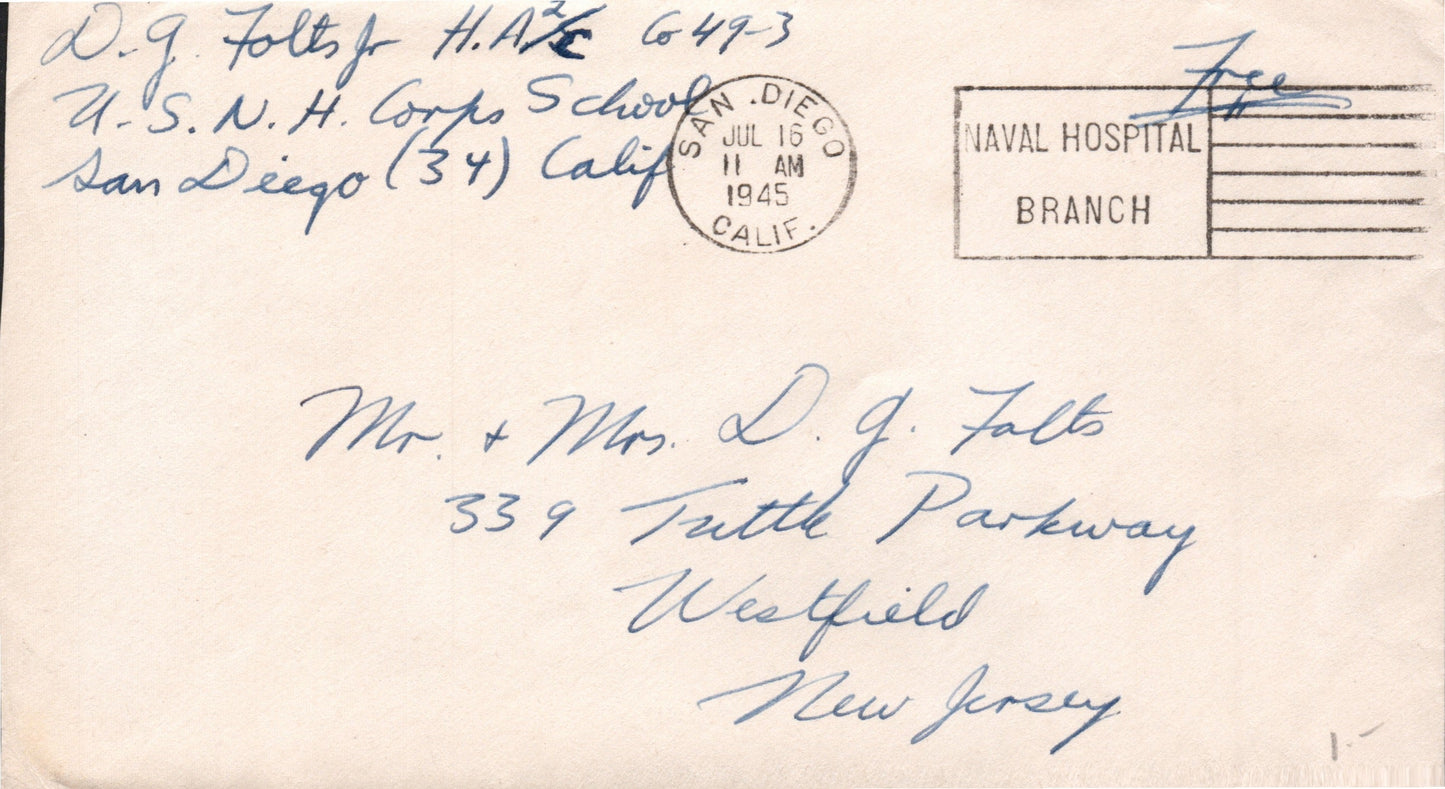 D. G. Folts Jr H.A 2/c Co 49-3
U. S. N. H. Corps School
San Diego (34) Calif
SAN DIEGO
JUL 16
11 AM
1945
CALIF.
Free
NAVAL HOSPITAL
BRANCH
Mr. + Mrs. D. G. Folts
339 Tuttle Parkway
Westfield
New Jersey
1.-